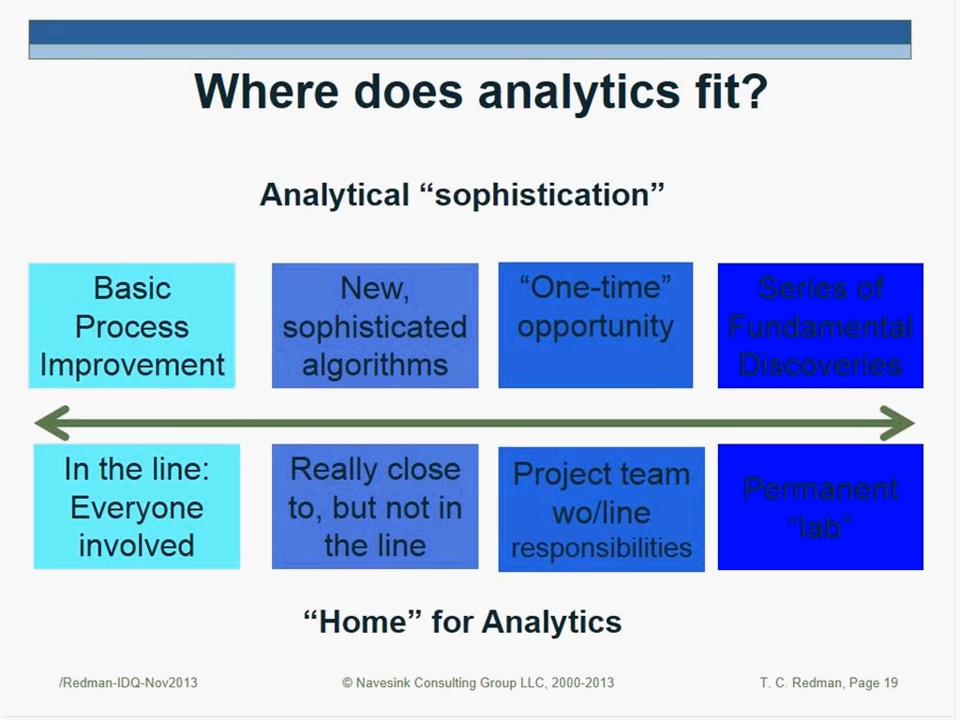 Where does analytics fit?
Analytical “sophistication”
Basic
Process
Improvement
New,
sophisticated
algorithms
“One-time”
opportunity
Series of
Fundamental
Discoveries
In the line:
Everyone
involved
Really close
to, but not in
the line
Project team
wo/line
responsibilities
Permanent
“lab”
“Home” for Analytics
/Redman-IDQ-Nov2013
© Navesink Consulting Group LLC, 2000-2013
T. C. Redman, Page 19